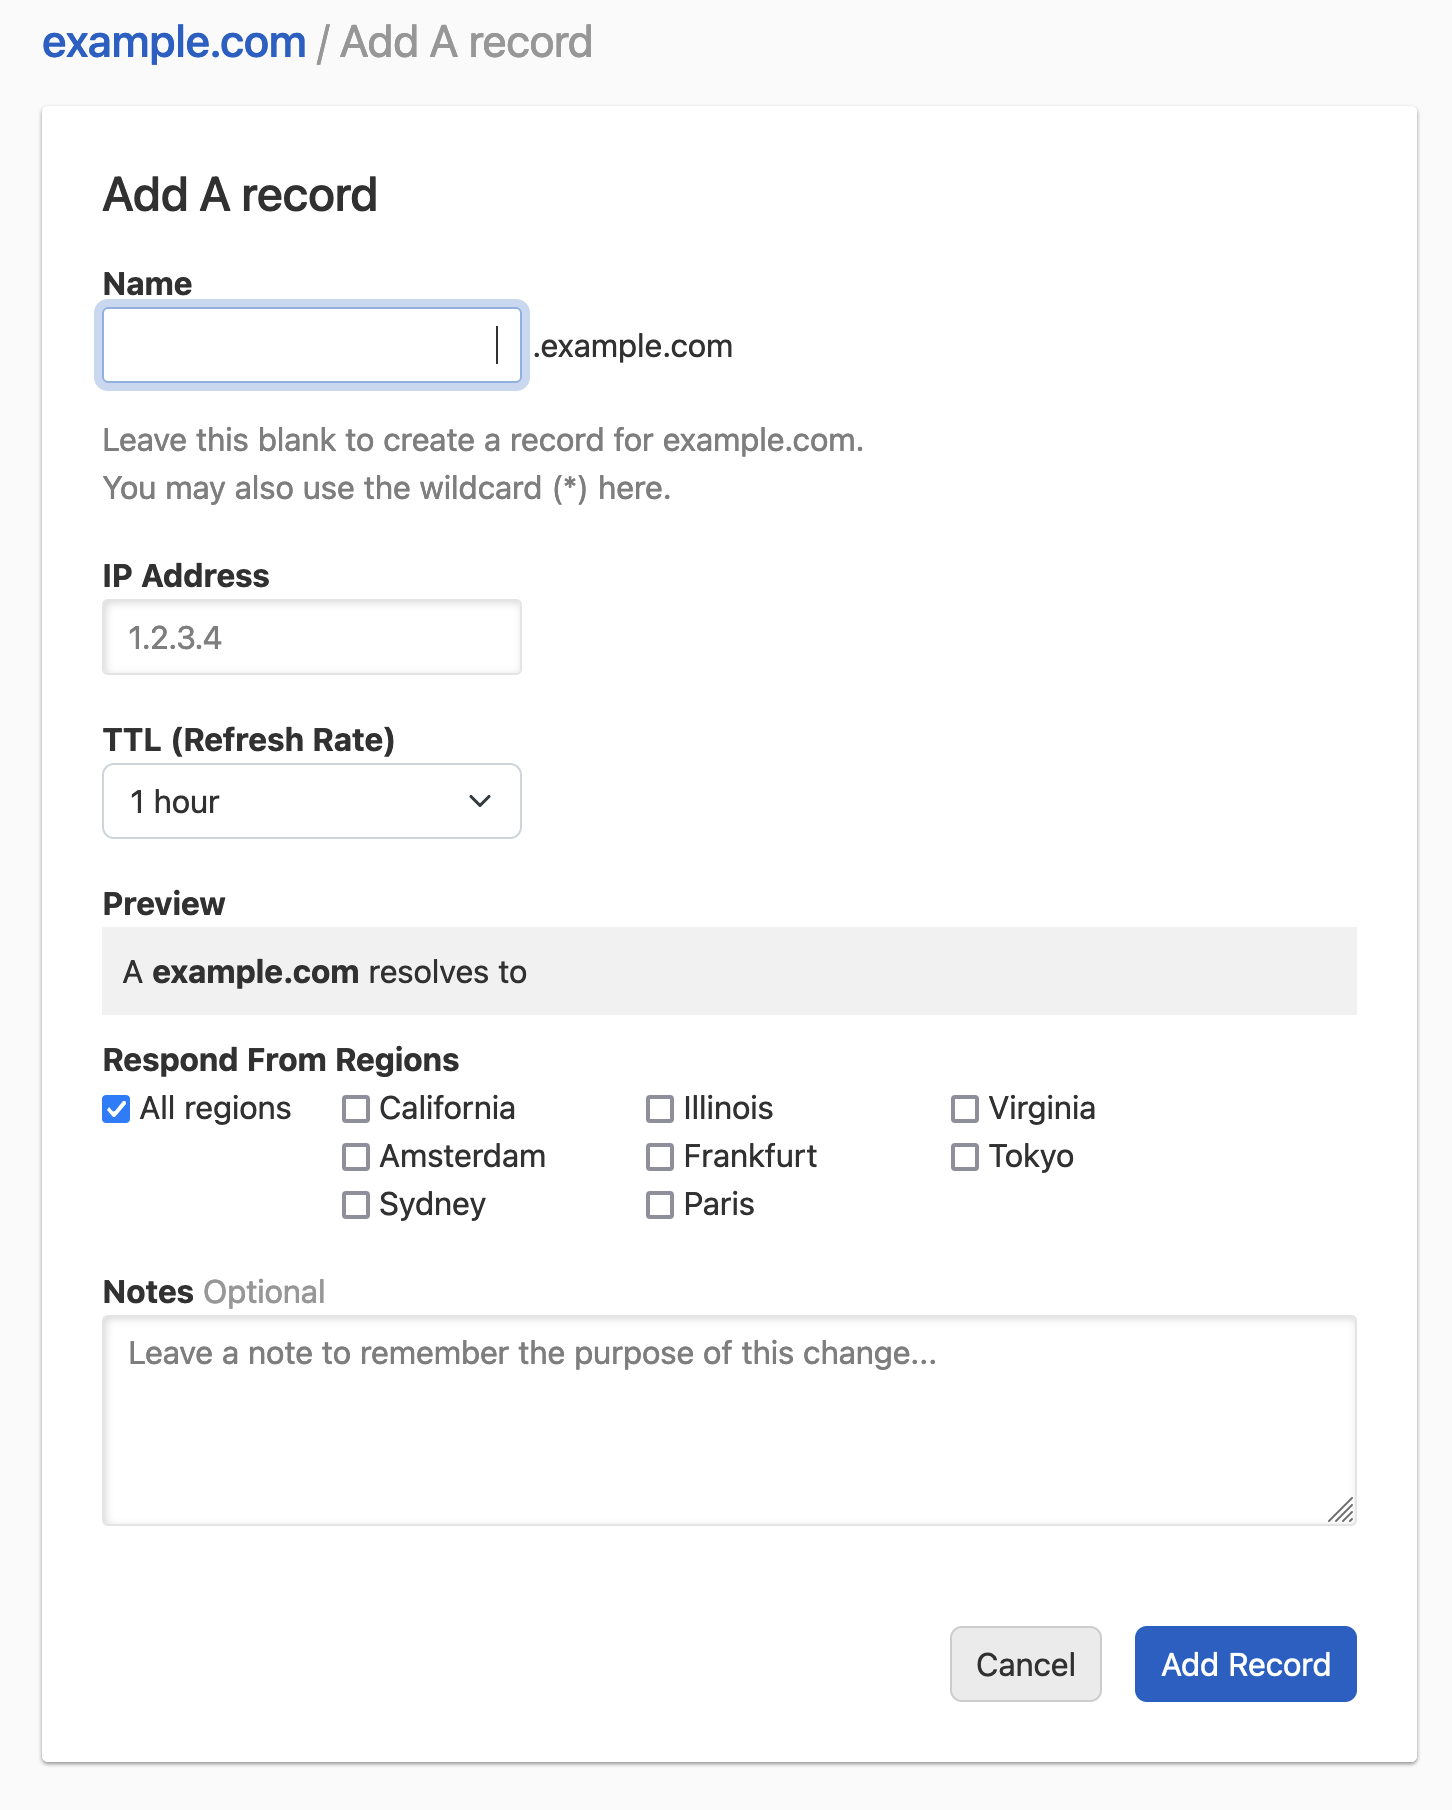 example.com / Add A record
Add A record
Name
.example.com
Leave this blank to create a record for example.com.
You may also use the wildcard (*) here.
IP Address
1.2.3.4
TTL (Refresh Rate)
1 hour
Preview
A example.com resolves to
Respond From Regions
All regions California Illinois Virginia
Amsterdam Frankfurt Tokyo
Sydney Paris
Notes Optional
Leave a note to remember the purpose of this change...
Cancel Add Record